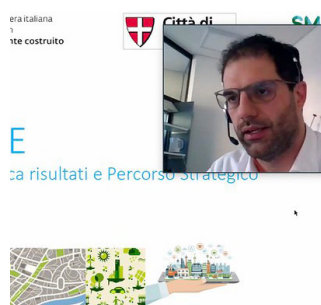 era italiana
Città di
SM
nte costruito
E
ca risultati e Percorso Strategico